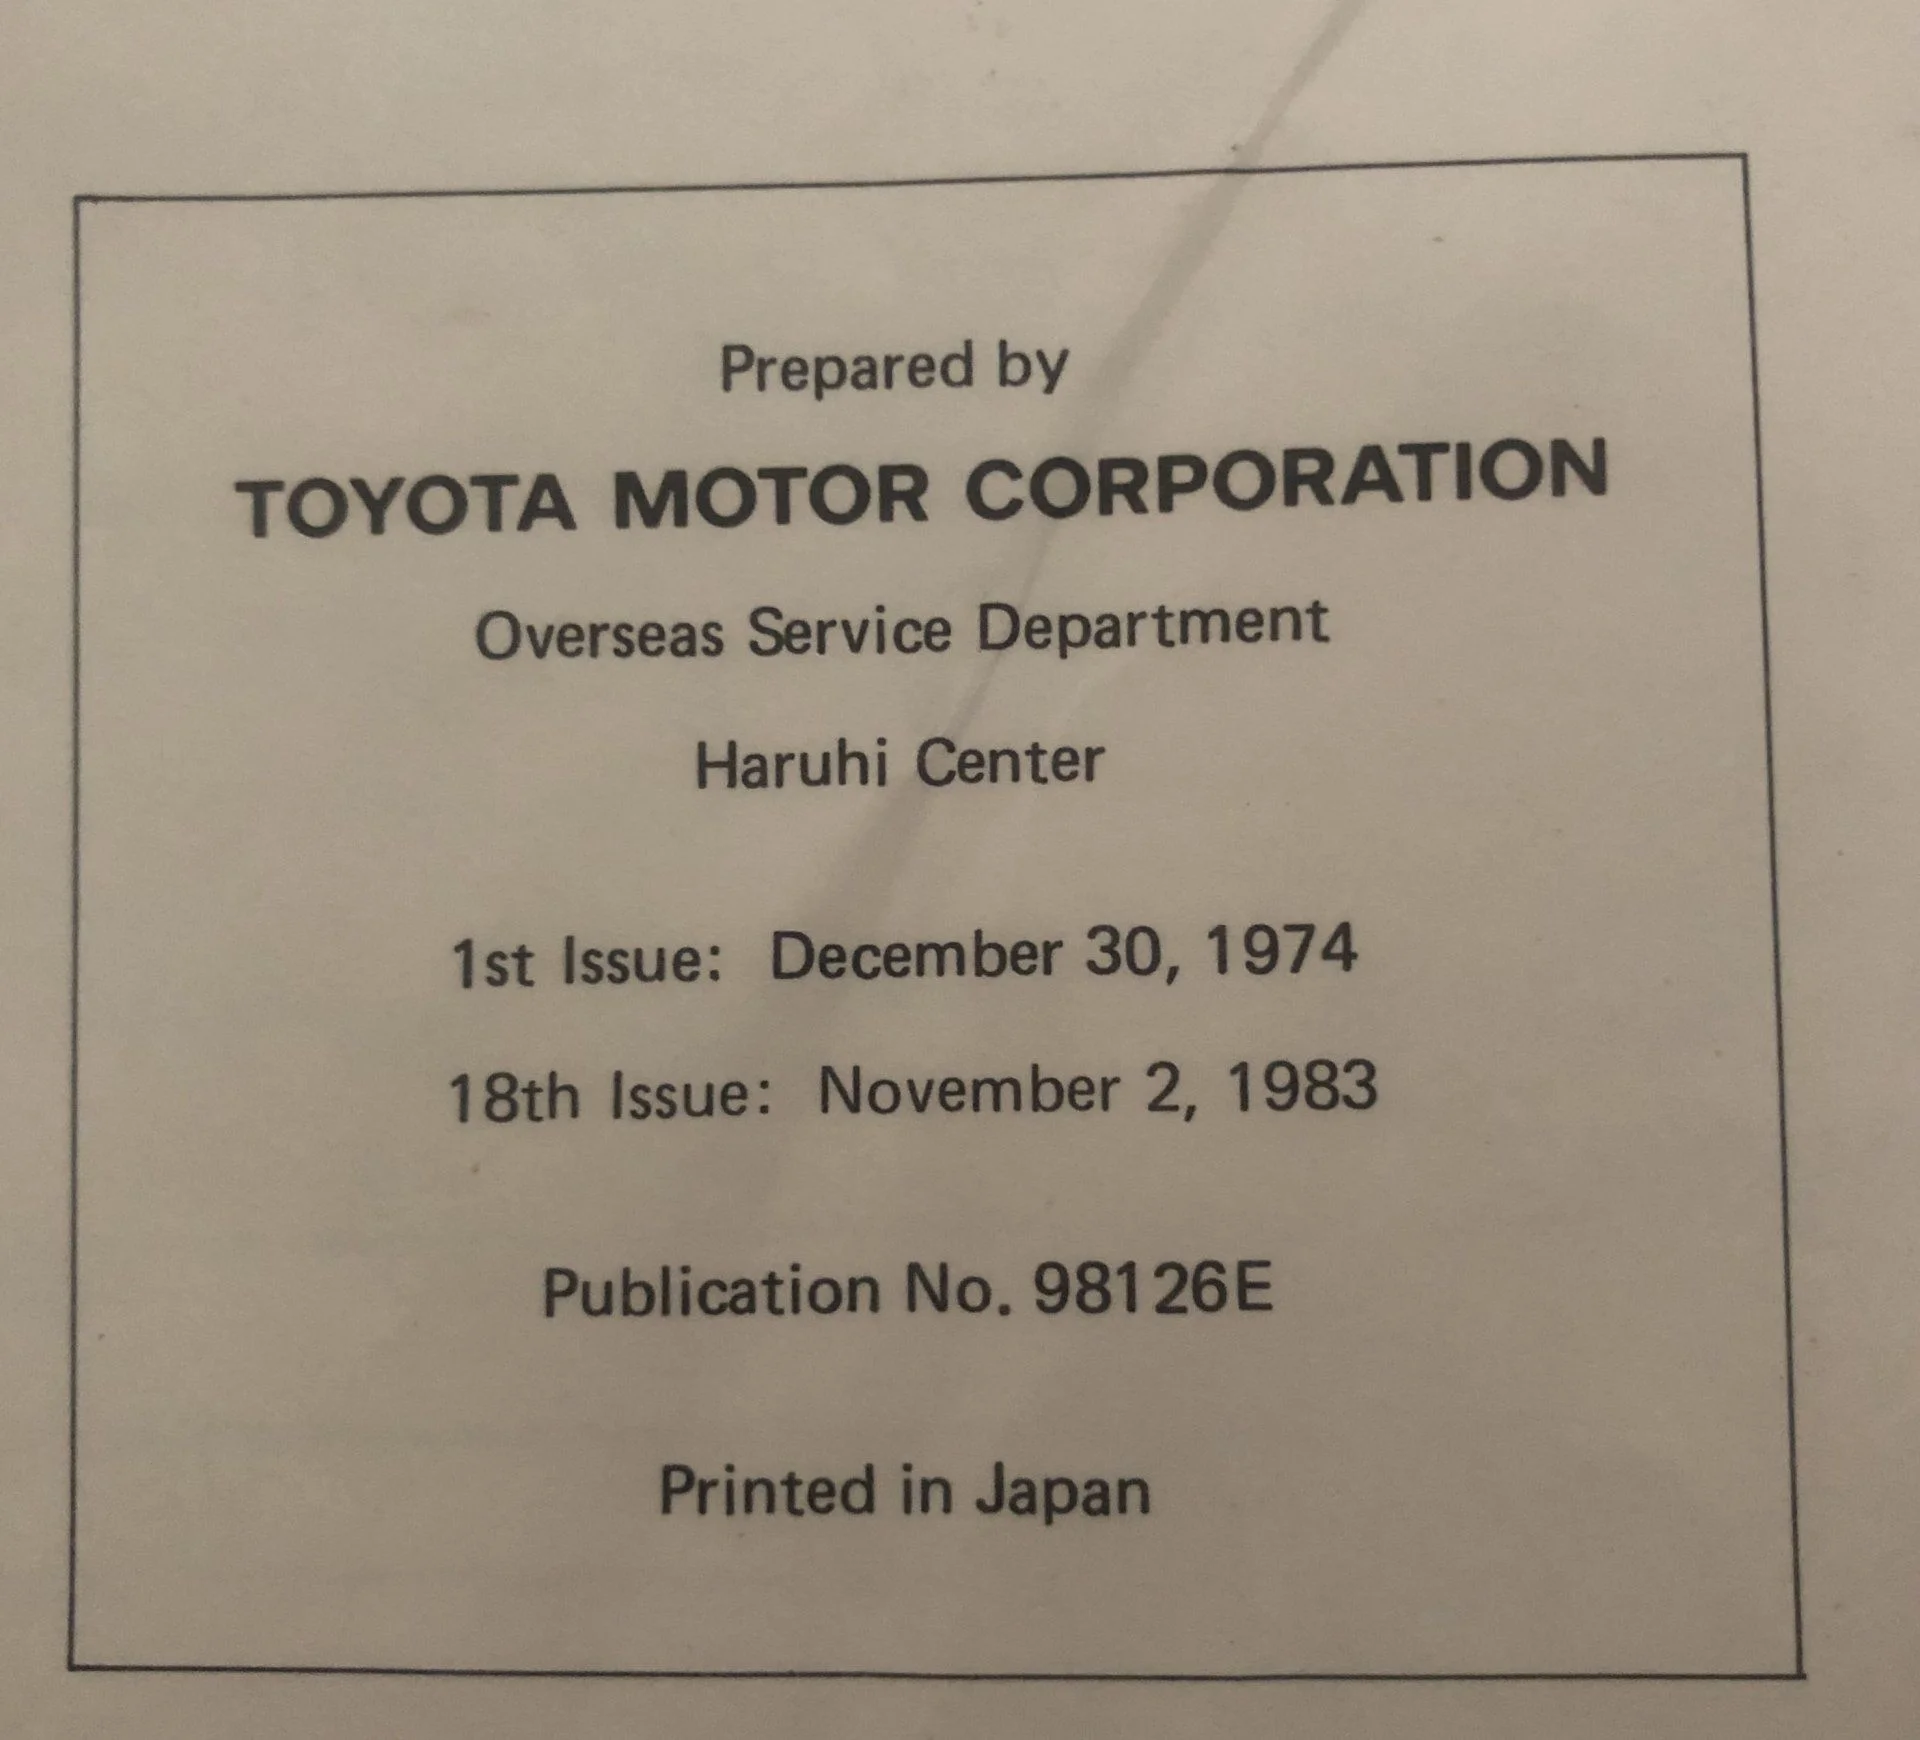 Prepared by
TOYOTA MOTOR CORPORATION
Overseas Service Department
Haruhi Center
1st Issue: December 30, 1974
18th Issue: November 2, 1983
Publication No. 98126E
Printed in Japan